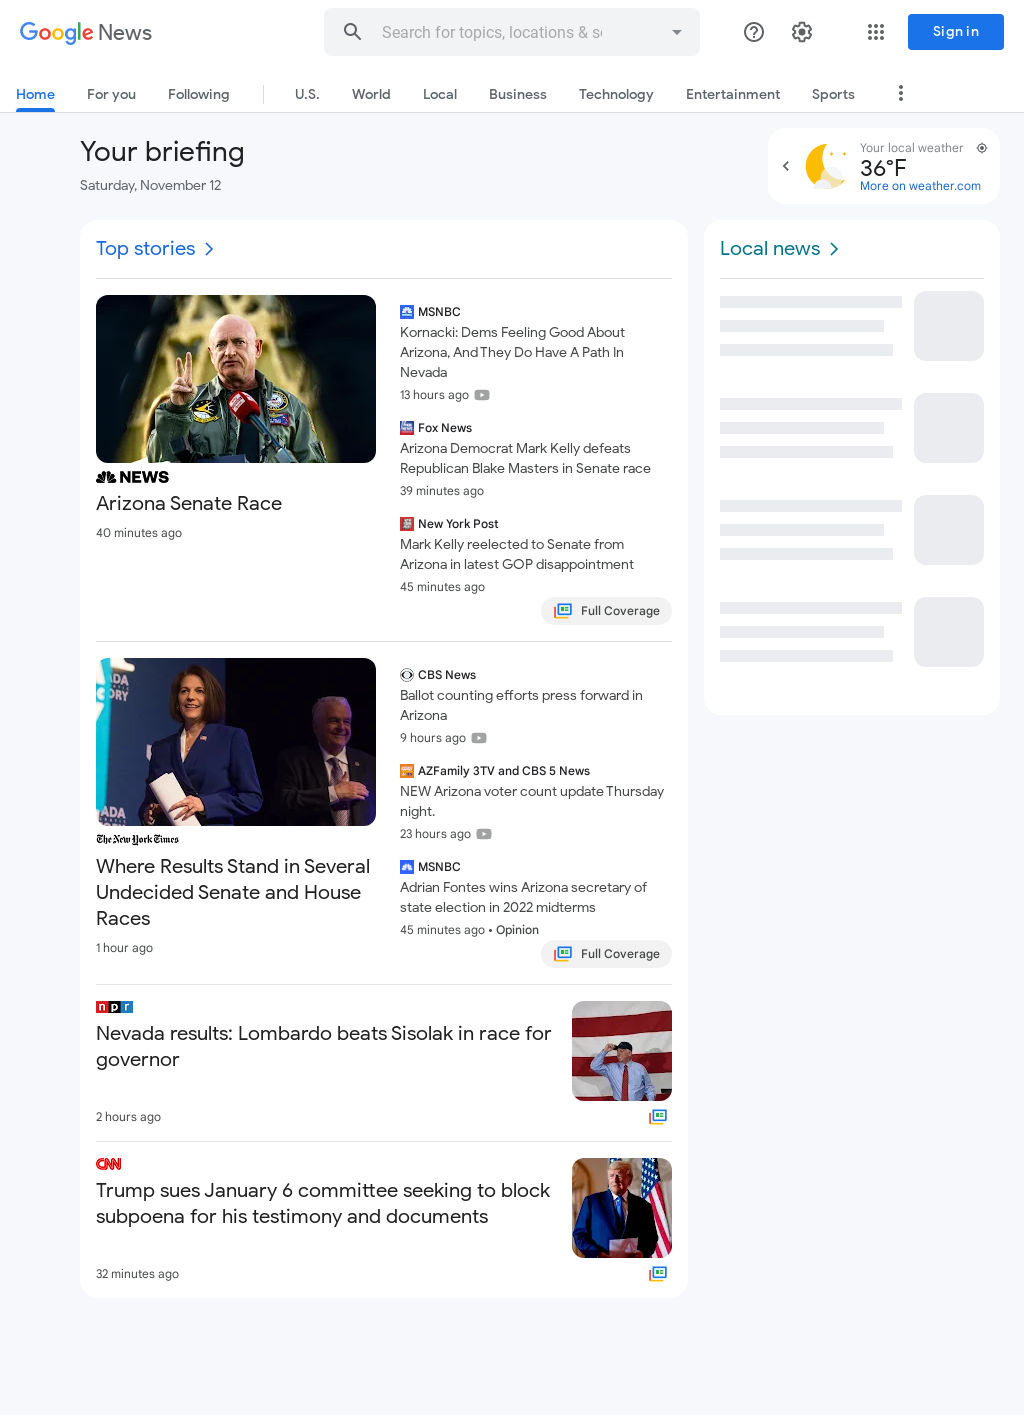 Google News
Search for topics, locations & so
Sign in
Home
For you
Following
U.S.
World
Local
Business
Technology
Entertainment
Sports
Your briefing
Saturday, November 12
Your local weather
36°F
More on weather.com
Top stories
NEWS
Arizona Senate Race
40 minutes ago
MSNBC
Kornacki: Dems Feeling Good About
Arizona, And They Do Have A Path In
Nevada
13 hours ago
Fox News
Arizona Democrat Mark Kelly defeats
Republican Blake Masters in Senate race
39 minutes ago
New York Post
Mark Kelly reelected to Senate from
Arizona in latest GOP disappointment
45 minutes ago
Full Coverage
The New York Times
Where Results Stand in Several
Undecided Senate and House
Races
1 hour ago
CBS News
Ballot counting efforts press forward in
Arizona
9 hours ago
AZFamily 3TV and CBS 5 News
NEW Arizona voter count update Thursday
night.
23 hours ago
MSNBC
Adrian Fontes wins Arizona secretary of
state election in 2022 midterms
45 minutes ago • Opinion
Full Coverage
npr
Nevada results: Lombardo beats Sisolak in race for
governor
2 hours ago
CNN
Trump sues January 6 committee seeking to block
subpoena for his testimony and documents
32 minutes ago
Local news